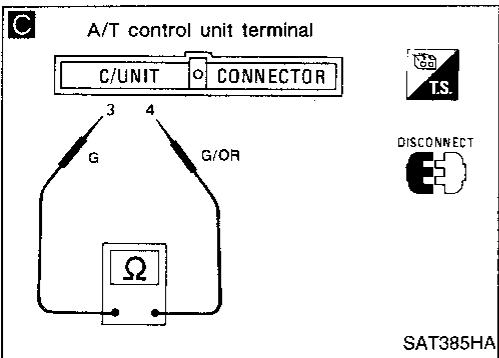 C
A/T control unit terminal
C/UNIT CONNECTOR
T.S.
3 4
DISCONNECT
G G/OR
Ω
SAT385HA